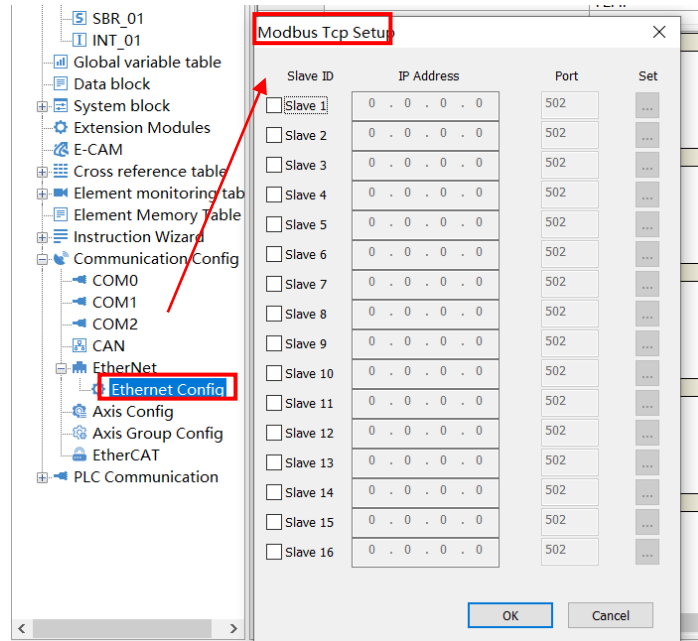 SBR_01
INT_01
Global variable table
Data block
System block
Extension Modules
E-CAM
Cross reference table
Element monitoring tab
Element Memory Table
Instruction Wizard
Communication Config
COM0
COM1
COM2
CAN
EtherNet
Ethernet Config
Axis Config
Axis Group Config
EtherCAT
PLC Communication
Modbus Tcp Setup
Slave ID IP Address Port Set
Slave 1 0 . 0 . 0 . 0 502 ...
Slave 2 0 . 0 . 0 . 0 502 ...
Slave 3 0 . 0 . 0 . 0 502 ...
Slave 4 0 . 0 . 0 . 0 502 ...
Slave 5 0 . 0 . 0 . 0 502 ...
Slave 6 0 . 0 . 0 . 0 502 ...
Slave 7 0 . 0 . 0 . 0 502 ...
Slave 8 0 . 0 . 0 . 0 502 ...
Slave 9 0 . 0 . 0 . 0 502 ...
Slave 10 0 . 0 . 0 . 0 502 ...
Slave 11 0 . 0 . 0 . 0 502 ...
Slave 12 0 . 0 . 0 . 0 502 ...
Slave 13 0 . 0 . 0 . 0 502 ...
Slave 14 0 . 0 . 0 . 0 502 ...
Slave 15 0 . 0 . 0 . 0 502 ...
Slave 16 0 . 0 . 0 . 0 502 ...
OK Cancel